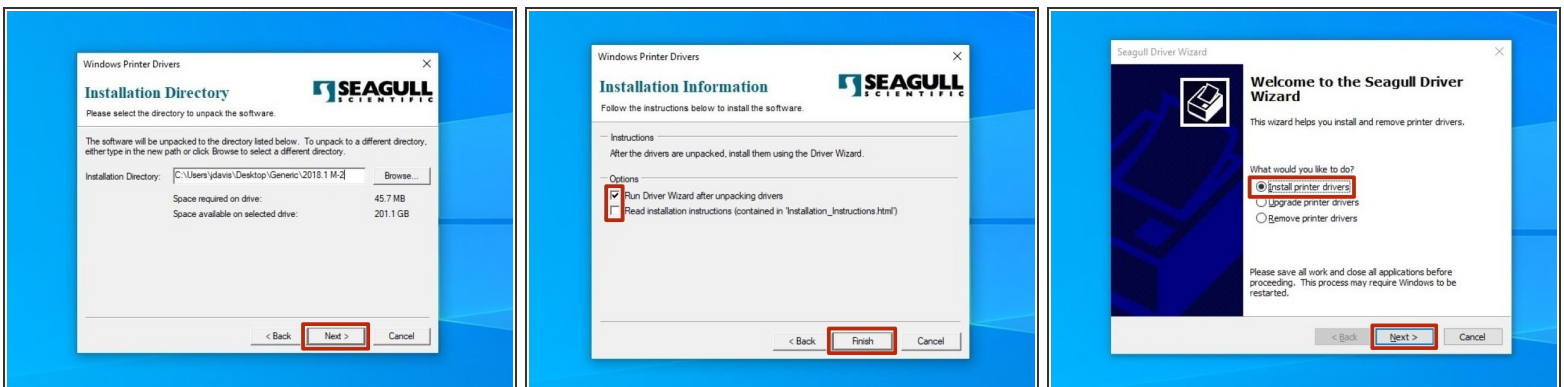 Windows Printer Drivers
Installation Directory
SEAGULL
SCIENTIFIC
Please select the directory to unpack the software.
The software will be unpacked to the directory listed below. To unpack to a different directory,
either type in the new path or click Browse to select a different directory.
Installation Directory: C:\Users\jdavis\Desktop\Generic\2018.1 M-2 Browse...
Space required on drive: 45.7 MB
Space available on selected drive: 201.1 GB
< Back Next > Cancel
Windows Printer Drivers
Installation Information
SEAGULL
SCIENTIFIC
Follow the instructions below to install the software.
Instructions
After the drivers are unpacked, install them using the Driver Wizard.
Options
Run Driver Wizard after unpacking drivers
Read installation instructions (contained in 'Installation_Instructions.html')
< Back Finish Cancel
Seagull Driver Wizard
Welcome to the Seagull Driver
Wizard
This wizard helps you install and remove printer drivers.
What would you like to do?
Install printer drivers
Upgrade printer drivers
Remove printer drivers
Please save all work and close all applications before
proceeding. This process may require Windows to be
restarted.
< Back Next > Cancel